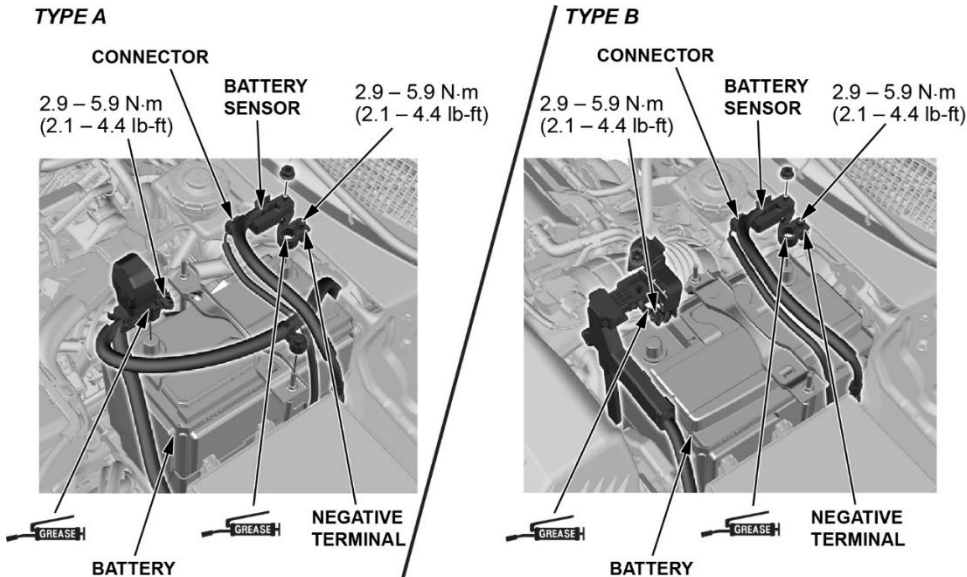 TYPE A
CONNECTOR
BATTERY
SENSOR
2.9 – 5.9 N·m
(2.1 – 4.4 lb-ft)
2.9 – 5.9 N·m
(2.1 – 4.4 lb-ft)
GREASE
GREASE
NEGATIVE
TERMINAL
BATTERY
TYPE B
CONNECTOR
BATTERY
SENSOR
2.9 – 5.9 N·m
(2.1 – 4.4 lb-ft)
2.9 – 5.9 N·m
(2.1 – 4.4 lb-ft)
GREASE
GREASE
NEGATIVE
TERMINAL
BATTERY